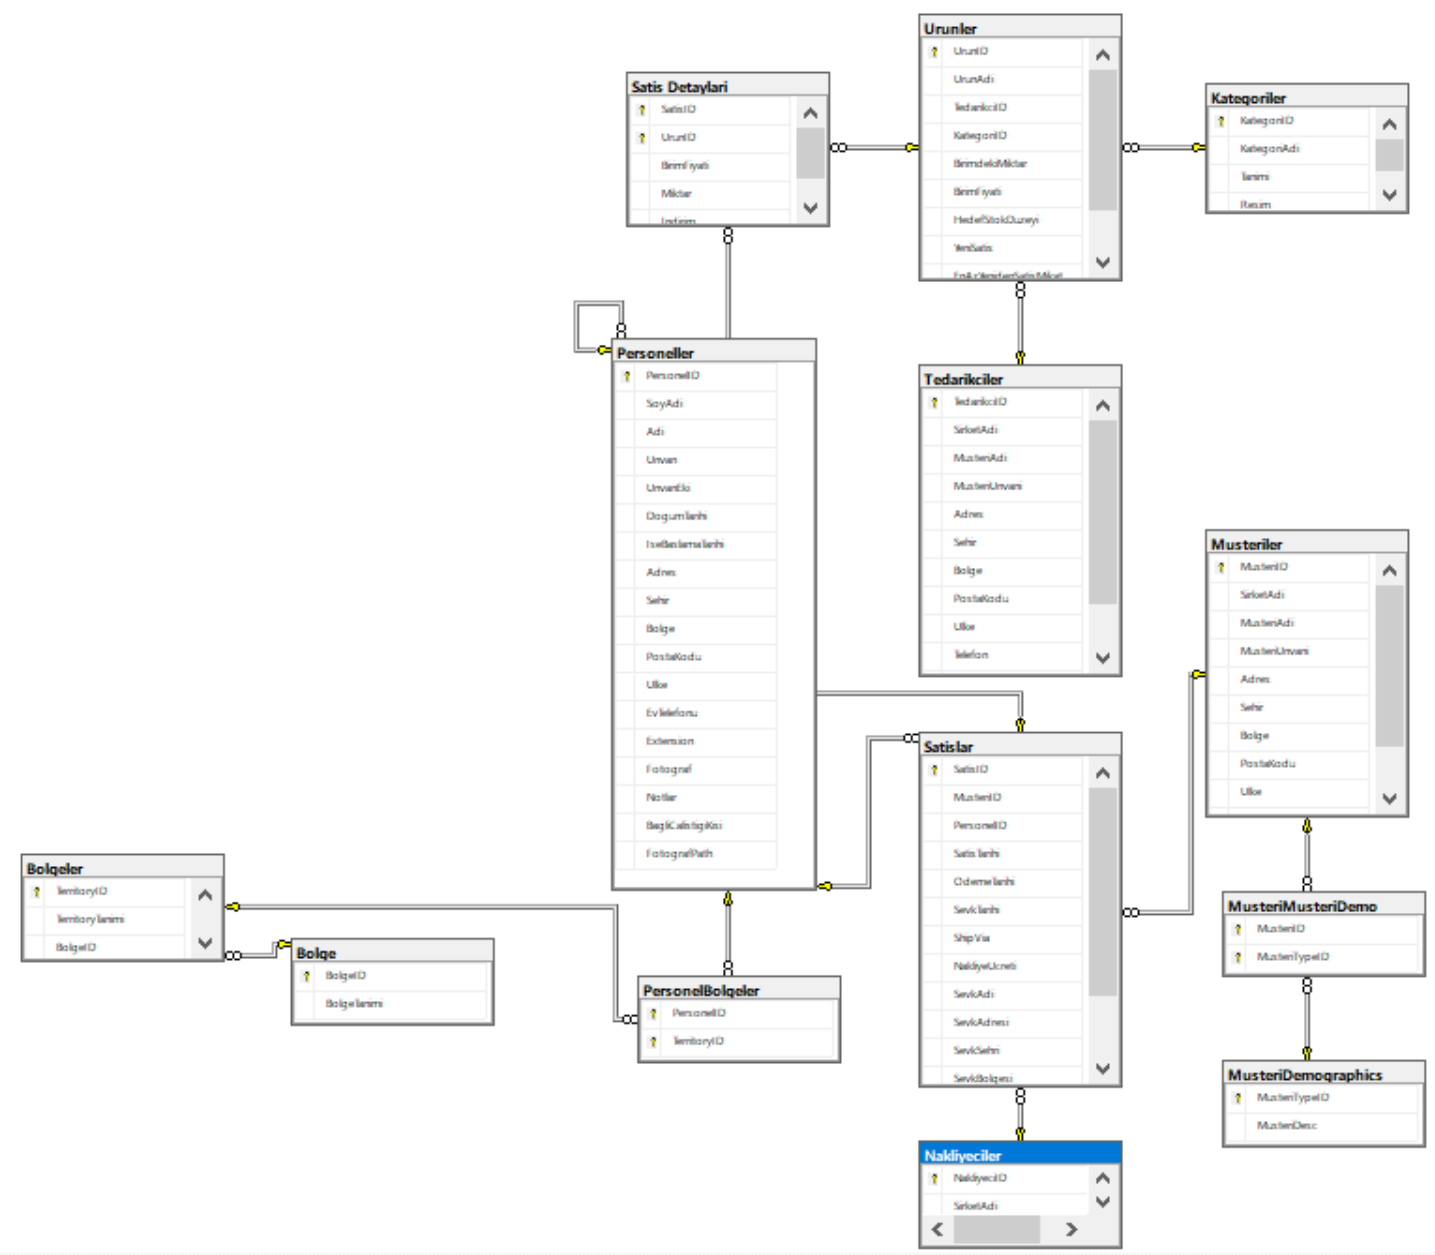 Urunler
UrunID
UrunAdi
TedarikciID
KategoriID
BirimdekiMiktar
BirimFiyati
HedefStokDuzeyi
YeniSatis
EnAzYenidenSatisMikat
Satis Detaylari
SatisID
UrunID
BirimFiyati
Miktar
Indirim
Kategoriler
KategoriID
KategoriAdi
Tanimi
Resim
Personeller
PersonelID
SoyAdi
Adi
Unvan
UnvanEki
DogumTarihi
IseBaslamaTarihi
Adres
Sehir
Bolge
PostaKodu
Ulke
EvTelefonu
Extension
Fotograf
Notlar
BagliCalistigiKisi
FotografPath
Tedarikciler
TedarikciID
SirketAdi
MusteriAdi
MusteriUnvani
Adres
Sehir
Bolge
PostaKodu
Ulke
Telefon
Musteriler
MusteriID
SirketAdi
MusteriAdi
MusteriUnvani
Adres
Sehir
Bolge
PostaKodu
Ulke
Satislar
SatisID
MusteriID
PersonelID
SatisTarihi
OdemeTarihi
SevkTarihi
ShipVia
NakliyeUcreti
SevkAdi
SevkAdresi
SevkSehri
SevkBolgesi
Bolgeler
TerritoryID
TerritoryTanimi
BolgeID
Bolge
BolgeID
BolgeTanimi
PersonelBolgeler
PersonelID
TerritoryID
MusteriMusteriDemo
MusteriID
MusteriTypeID
MusteriDemographics
MusteriTypeID
MusteriDesc
Nakliyeciler
NakliyeciID
SirketAdi